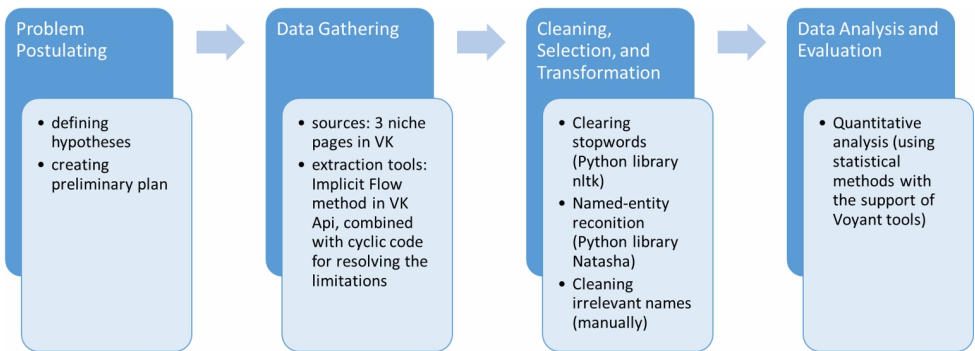 Problem
Postulating
• defining
hypotheses
• creating
preliminary plan
Data Gathering
• sources: 3 niche
pages in VK
• extraction tools:
Implicit Flow
method in VK
Api, combined
with cyclic code
for resolving the
limitations
Cleaning,
Selection, and
Transformation
• Clearing
stopwords
(Python library
nltk)
• Named-entity
reconition
(Python library
Natasha)
• Cleaning
irrelevant names
(manually)
Data Analysis and
Evaluation
• Quantitative
analysis (using
statistical
methods with
the support of
Voyant tools)